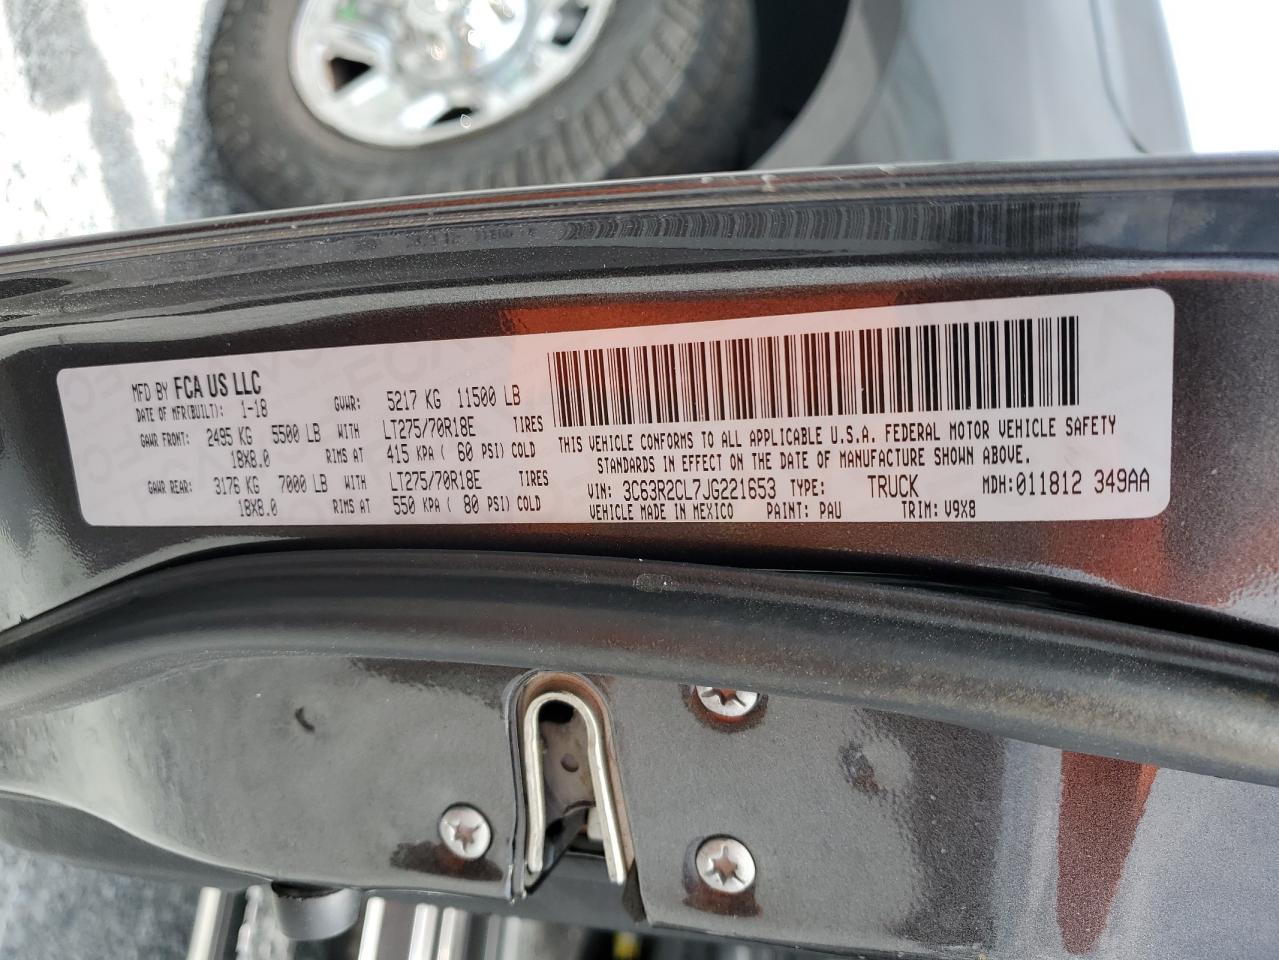 MFD BY FCA US LLC
DATE OF MFR(BUILT): 1-18 GVWR: 5217 KG 11500 LB
GAWR FRONT: 2495 KG 5500 LB WITH LT275/70R18E TIRES
18X8.0 RIMS AT 415 KPA ( 60 PSI) COLD
GAWR REAR: 3176 KG 7000 LB WITH LT275/70R18E TIRES
18X8.0 RIMS AT 550 KPA ( 80 PSI) COLD
THIS VEHICLE CONFORMS TO ALL APPLICABLE U.S.A. FEDERAL MOTOR VEHICLE SAFETY
STANDARDS IN EFFECT ON THE DATE OF MANUFACTURE SHOWN ABOVE.
VIN: 3C63R2CL7JG221653 TYPE: TRUCK MDH:011812 349AA
VEHICLE MADE IN MEXICO PAINT: PAU TRIM: V9X8